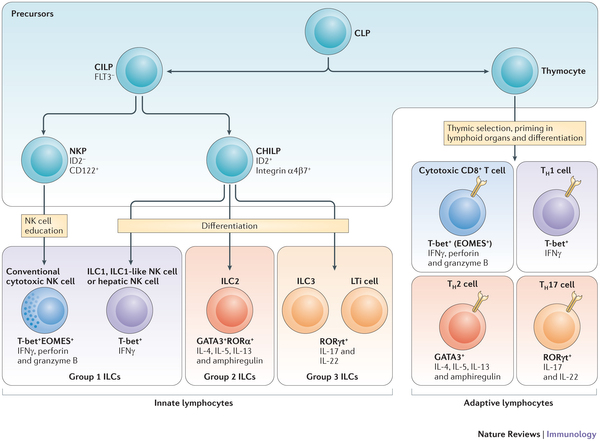 Precursors
CLP
CILP
FLT3⁻
Thymocyte
NKP
ID2⁻
CD122⁺
CHILP
ID2⁺
Integrin α4β7⁺
Thymic selection, priming in
lymphoid organs and differentiation
NK cell
education
Differentiation
Conventional
cytotoxic NK cell
T-bet⁺EOMES⁺
IFNγ, perforin
and granzyme B
ILC1, ILC1-like NK cell
or hepatic NK cell
T-bet⁺
IFNγ
Group 1 ILCs
ILC2
GATA3⁺RORα⁺
IL-4, IL-5, IL-13
and amphiregulin
Group 2 ILCs
ILC3
LTi cell
RORγt⁺
IL-17 and
IL-22
Group 3 ILCs
Cytotoxic CD8⁺ T cell
T-bet⁺ (EOMES⁺)
IFNγ, perforin
and granzyme B
T_H1 cell
T-bet⁺
IFNγ
T_H2 cell
GATA3⁺
IL-4, IL-5, IL-13
and amphiregulin
T_H17 cell
RORγt⁺
IL-17
and IL-22
Innate lymphocytes
Adaptive lymphocytes
Nature Reviews | Immunology